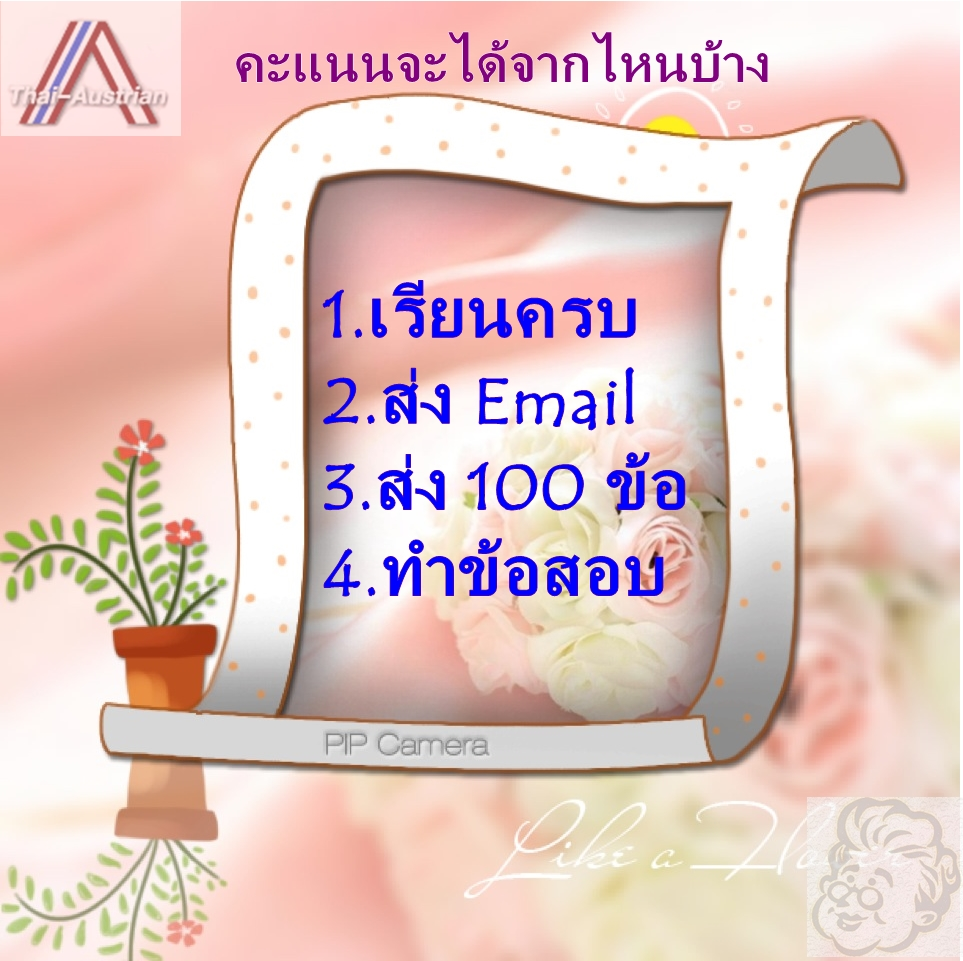 Thai-Austrian
คะแนนจะได้จากไหนบ้าง
1.เรียนครบ
2.ส่ง Email
3.ส่ง 100 ข้อ
4.ทำข้อสอบ
PIP Camera
Like a